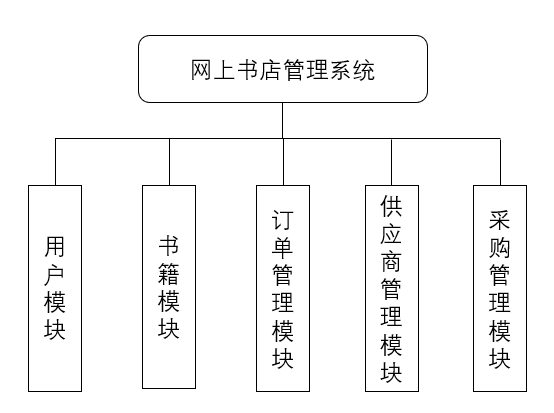 网上书店管理系统
用户模块
书籍模块
订单管理模块
供应商管理模块
采购管理模块